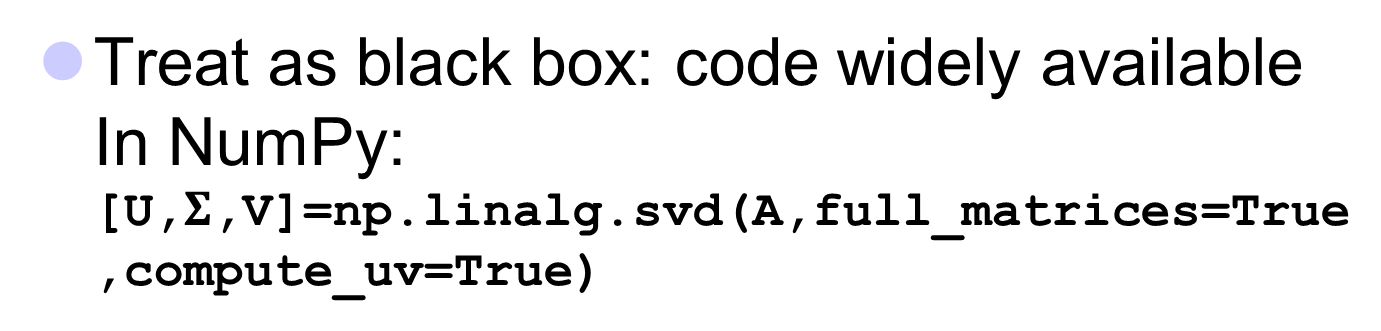 Treat as black box: code widely available
In NumPy:
[U,Σ,V]=np.linalg.svd(A,full_matrices=True
,compute_uv=True)